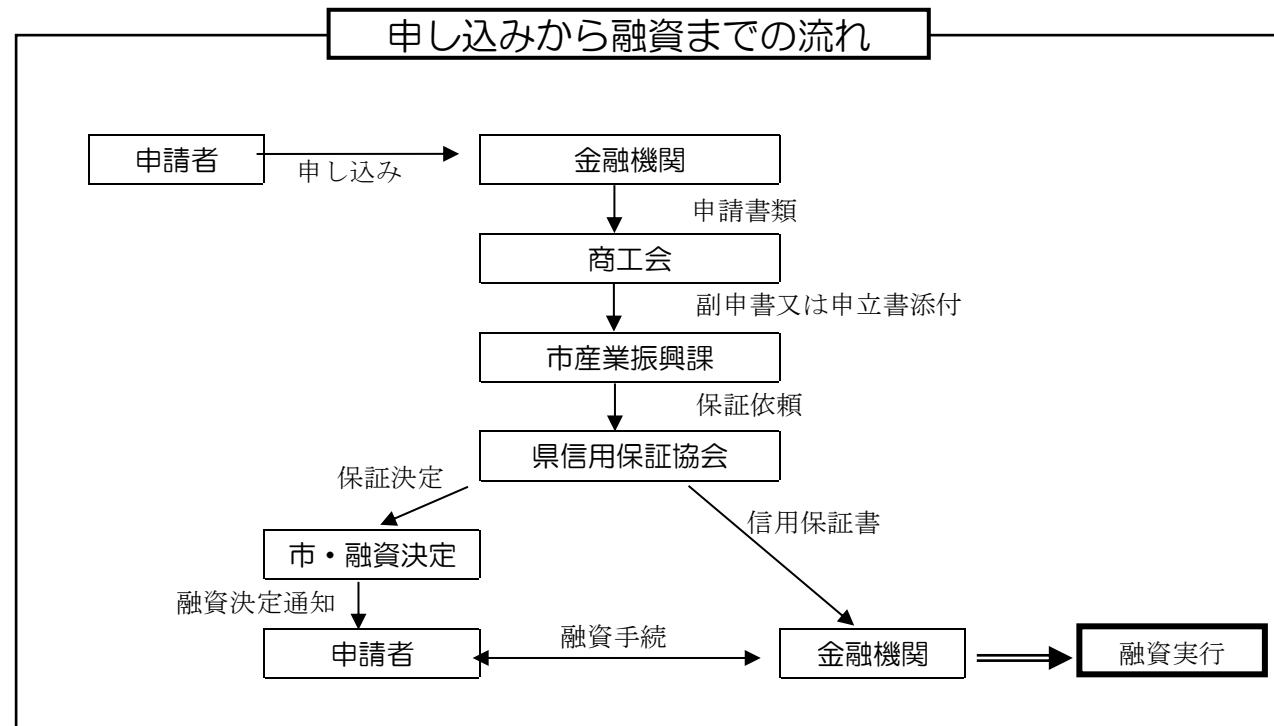 申し込みから融資までの流れ
申請者
申し込み
金融機関
申請書類
商工会
副申書又は申立書添付
市産業振興課
保証依頼
県信用保証協会
保証決定
信用保証書
市・融資決定
融資決定通知
申請者
融資手続
金融機関
融資実行